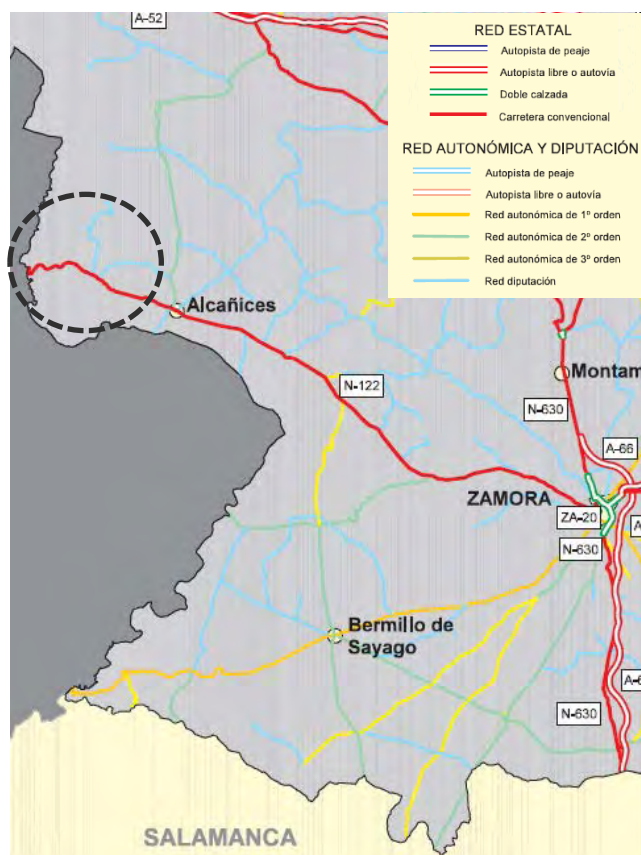 A-52
RED ESTATAL
Autopista de peaje
Autopista libre o autovía
Doble calzada
Carretera convencional
RED AUTONÓMICA Y DIPUTACIÓN
Autopista de peaje
Autopista libre o autovía
Red autonómica de 1º orden
Red autonómica de 2º orden
Red autonómica de 3º orden
Red diputación
Alcañices
N-122
Montam
N-630
A-66
ZAMORA
ZA-20
A
N-630
Bermillo de
Sayago
A-6
N-630
SALAMANCA